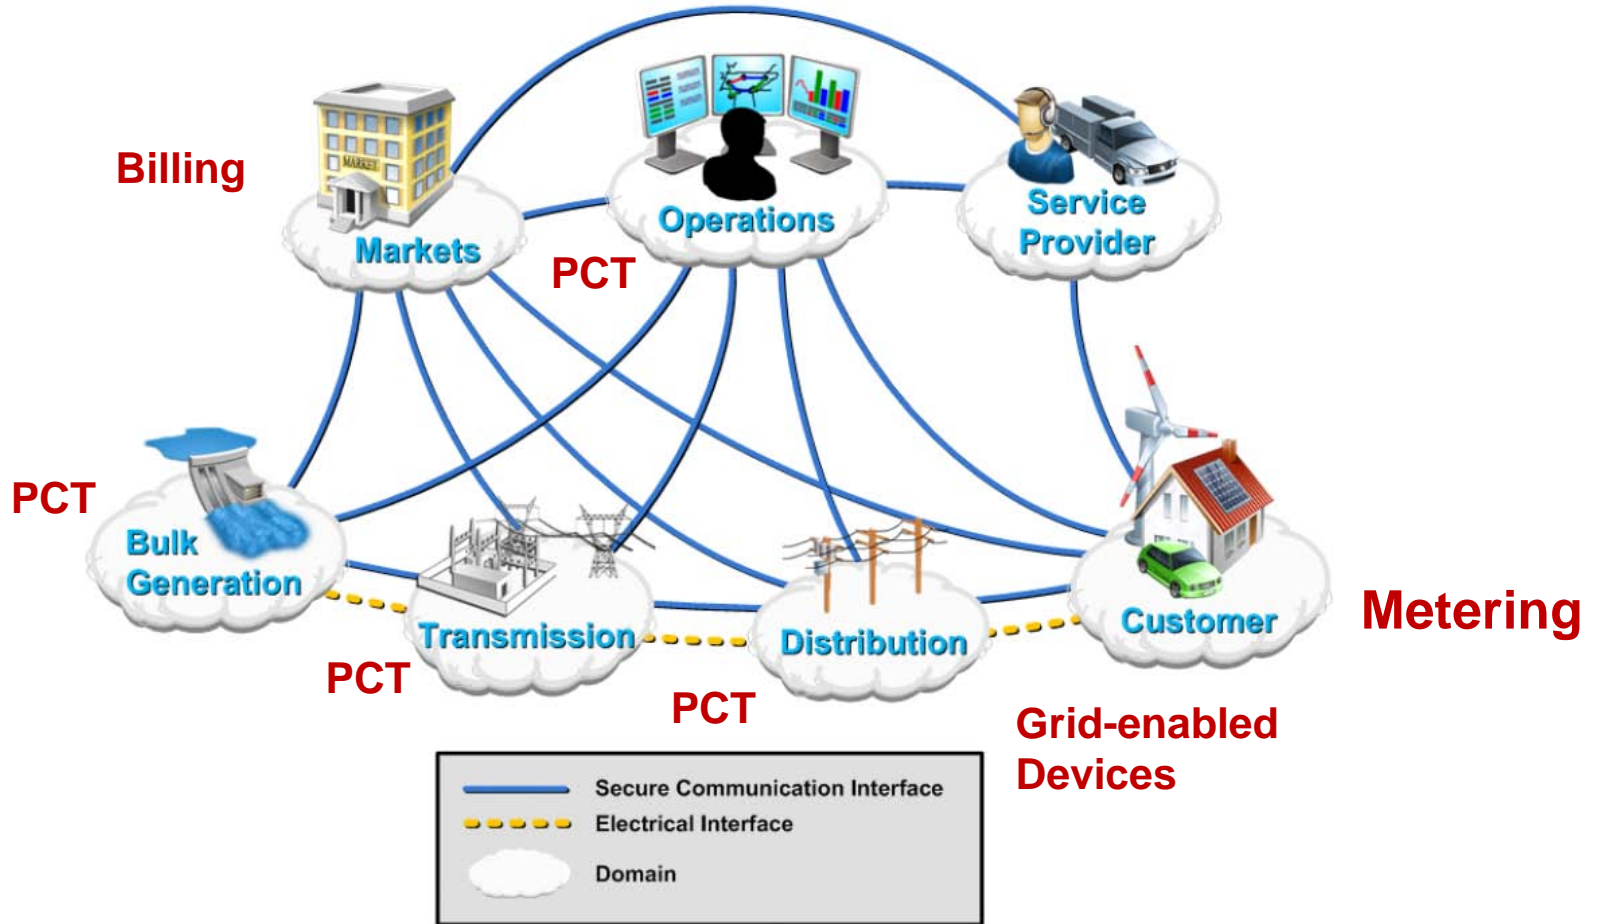 Billing
MARKET
Markets
Operations
Service
Provider
PCT
PCT
Bulk
Generation
Transmission
Distribution
Customer
Metering
PCT
PCT
Grid-enabled
Devices
Secure Communication Interface
Electrical Interface
Domain